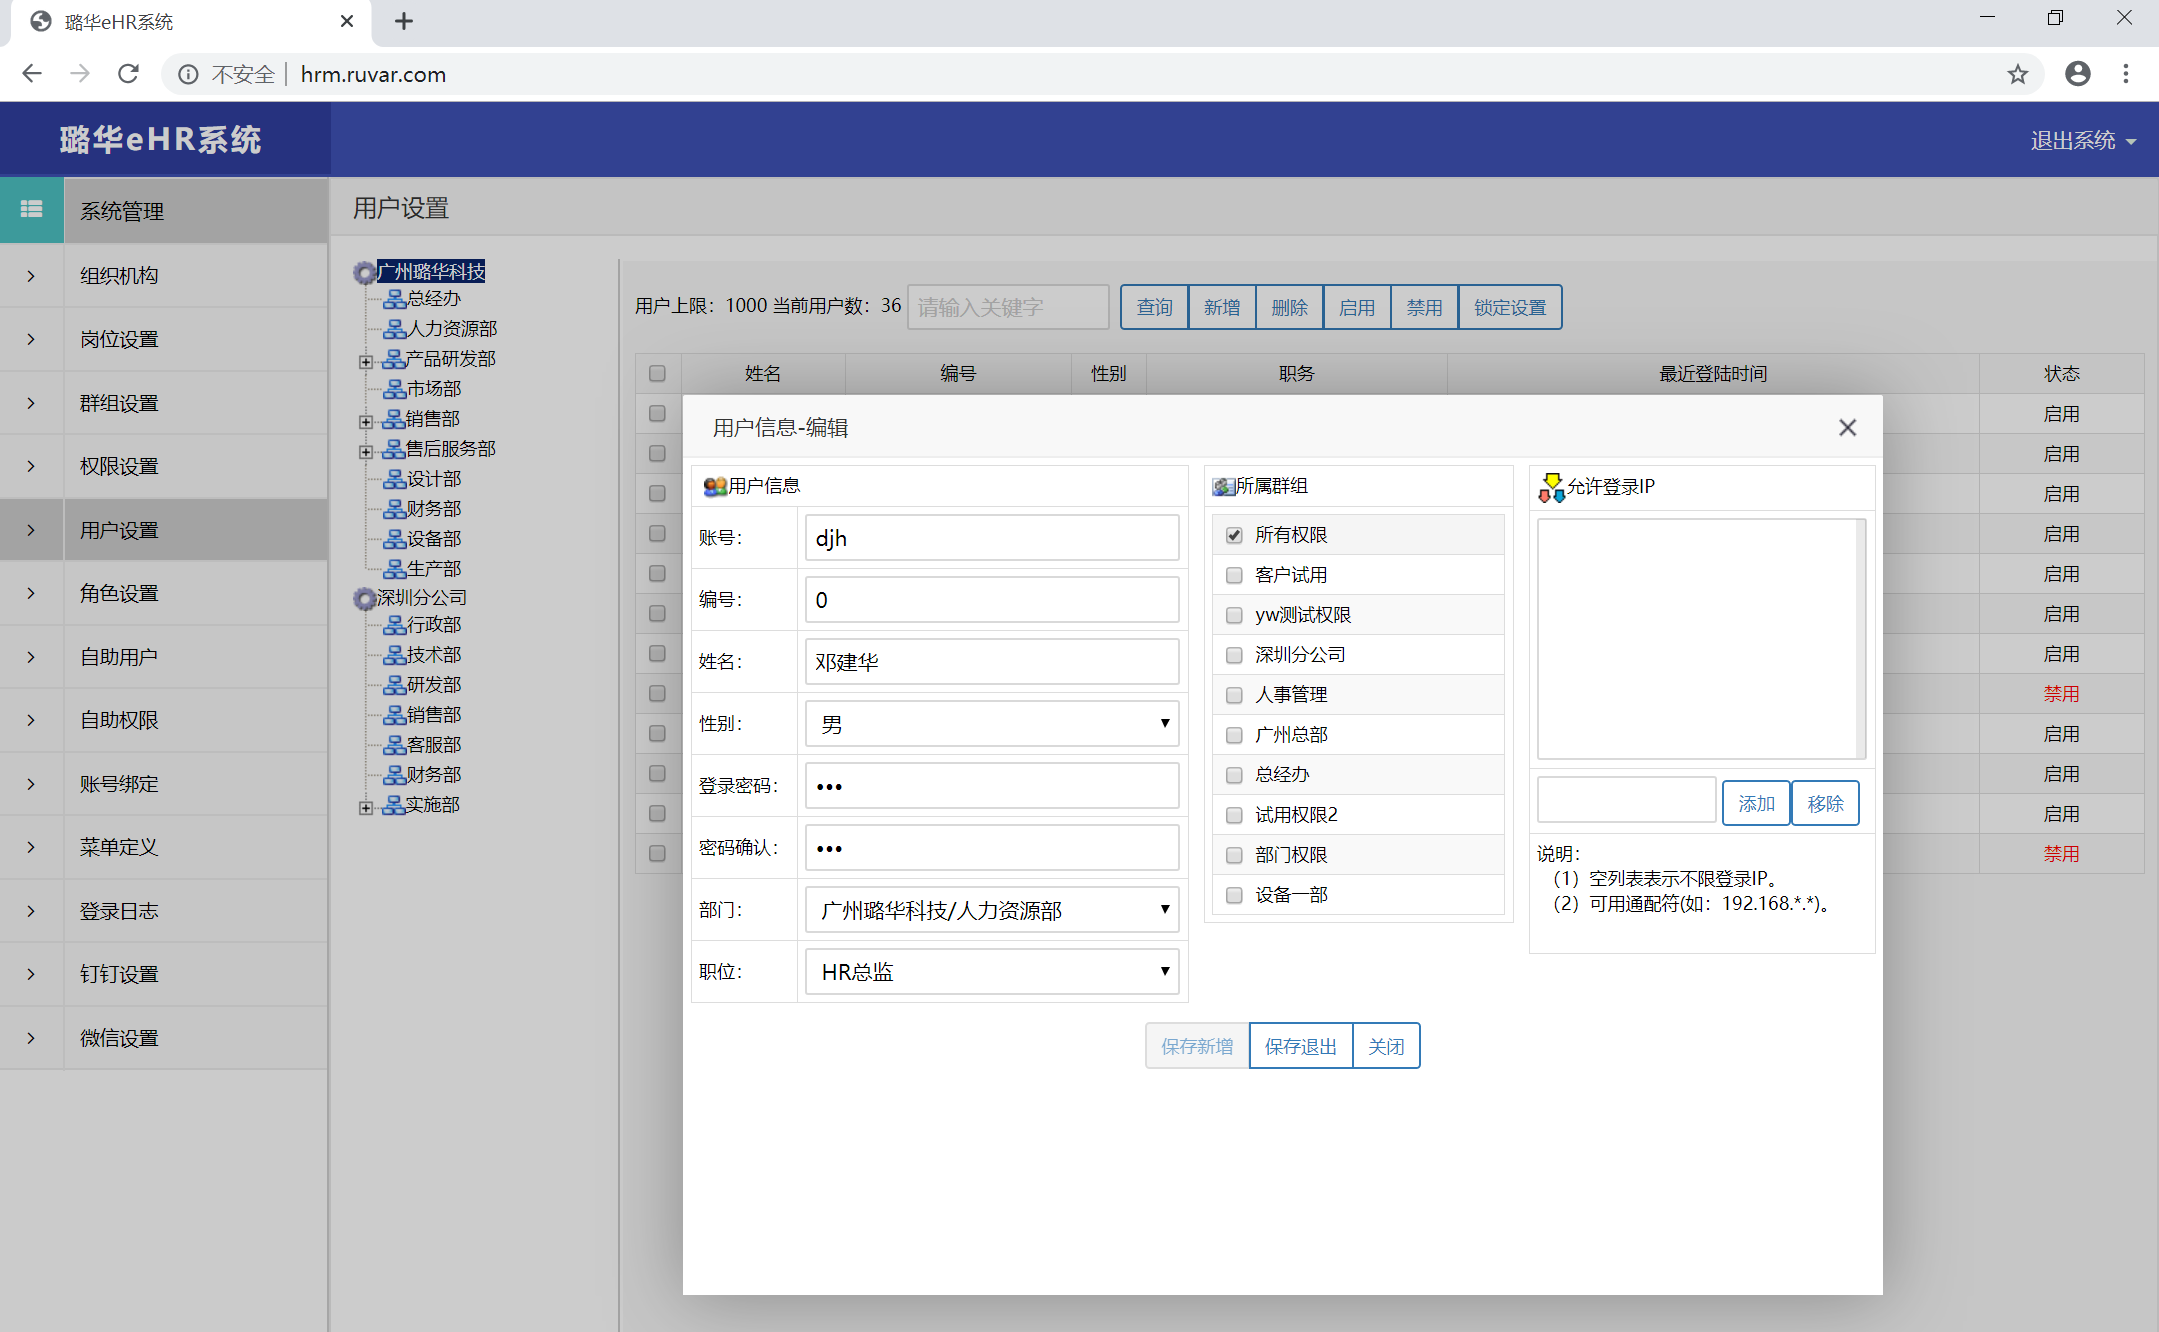 璐华eHR系统
不安全 hrm.ruvar.com
璐华eHR系统
退出系统
系统管理
组织机构
岗位设置
群组设置
权限设置
用户设置
角色设置
自助用户
自助权限
账号绑定
菜单定义
登录日志
钉钉设置
微信设置
用户设置
广州璐华科技
总经办
人力资源部
产品研发部
市场部
销售部
售后服务部
设计部
财务部
设备部
生产部
深圳分公司
行政部
技术部
研发部
销售部
客服部
财务部
实施部
用户上限：1000 当前用户数：36 请输入关键字 查询 新增 删除 启用 禁用 锁定设置
姓名 编号 性别 职务 最近登陆时间 状态
启用
启用
启用
启用
启用
启用
启用
禁用
启用
启用
启用
禁用
用户信息-编辑
用户信息
账号： djh
编号： 0
姓名： 邓建华
性别： 男
登录密码： •••
密码确认： •••
部门： 广州璐华科技/人力资源部
职位： HR总监
所属群组
所有权限
客户试用
yw测试权限
深圳分公司
人事管理
广州总部
总经办
试用权限2
部门权限
设备一部
允许登录IP
添加 移除
说明：
（1）空列表表示不限登录IP。
（2）可用通配符(如：192.168.*.*)。
保存新增 保存退出 关闭